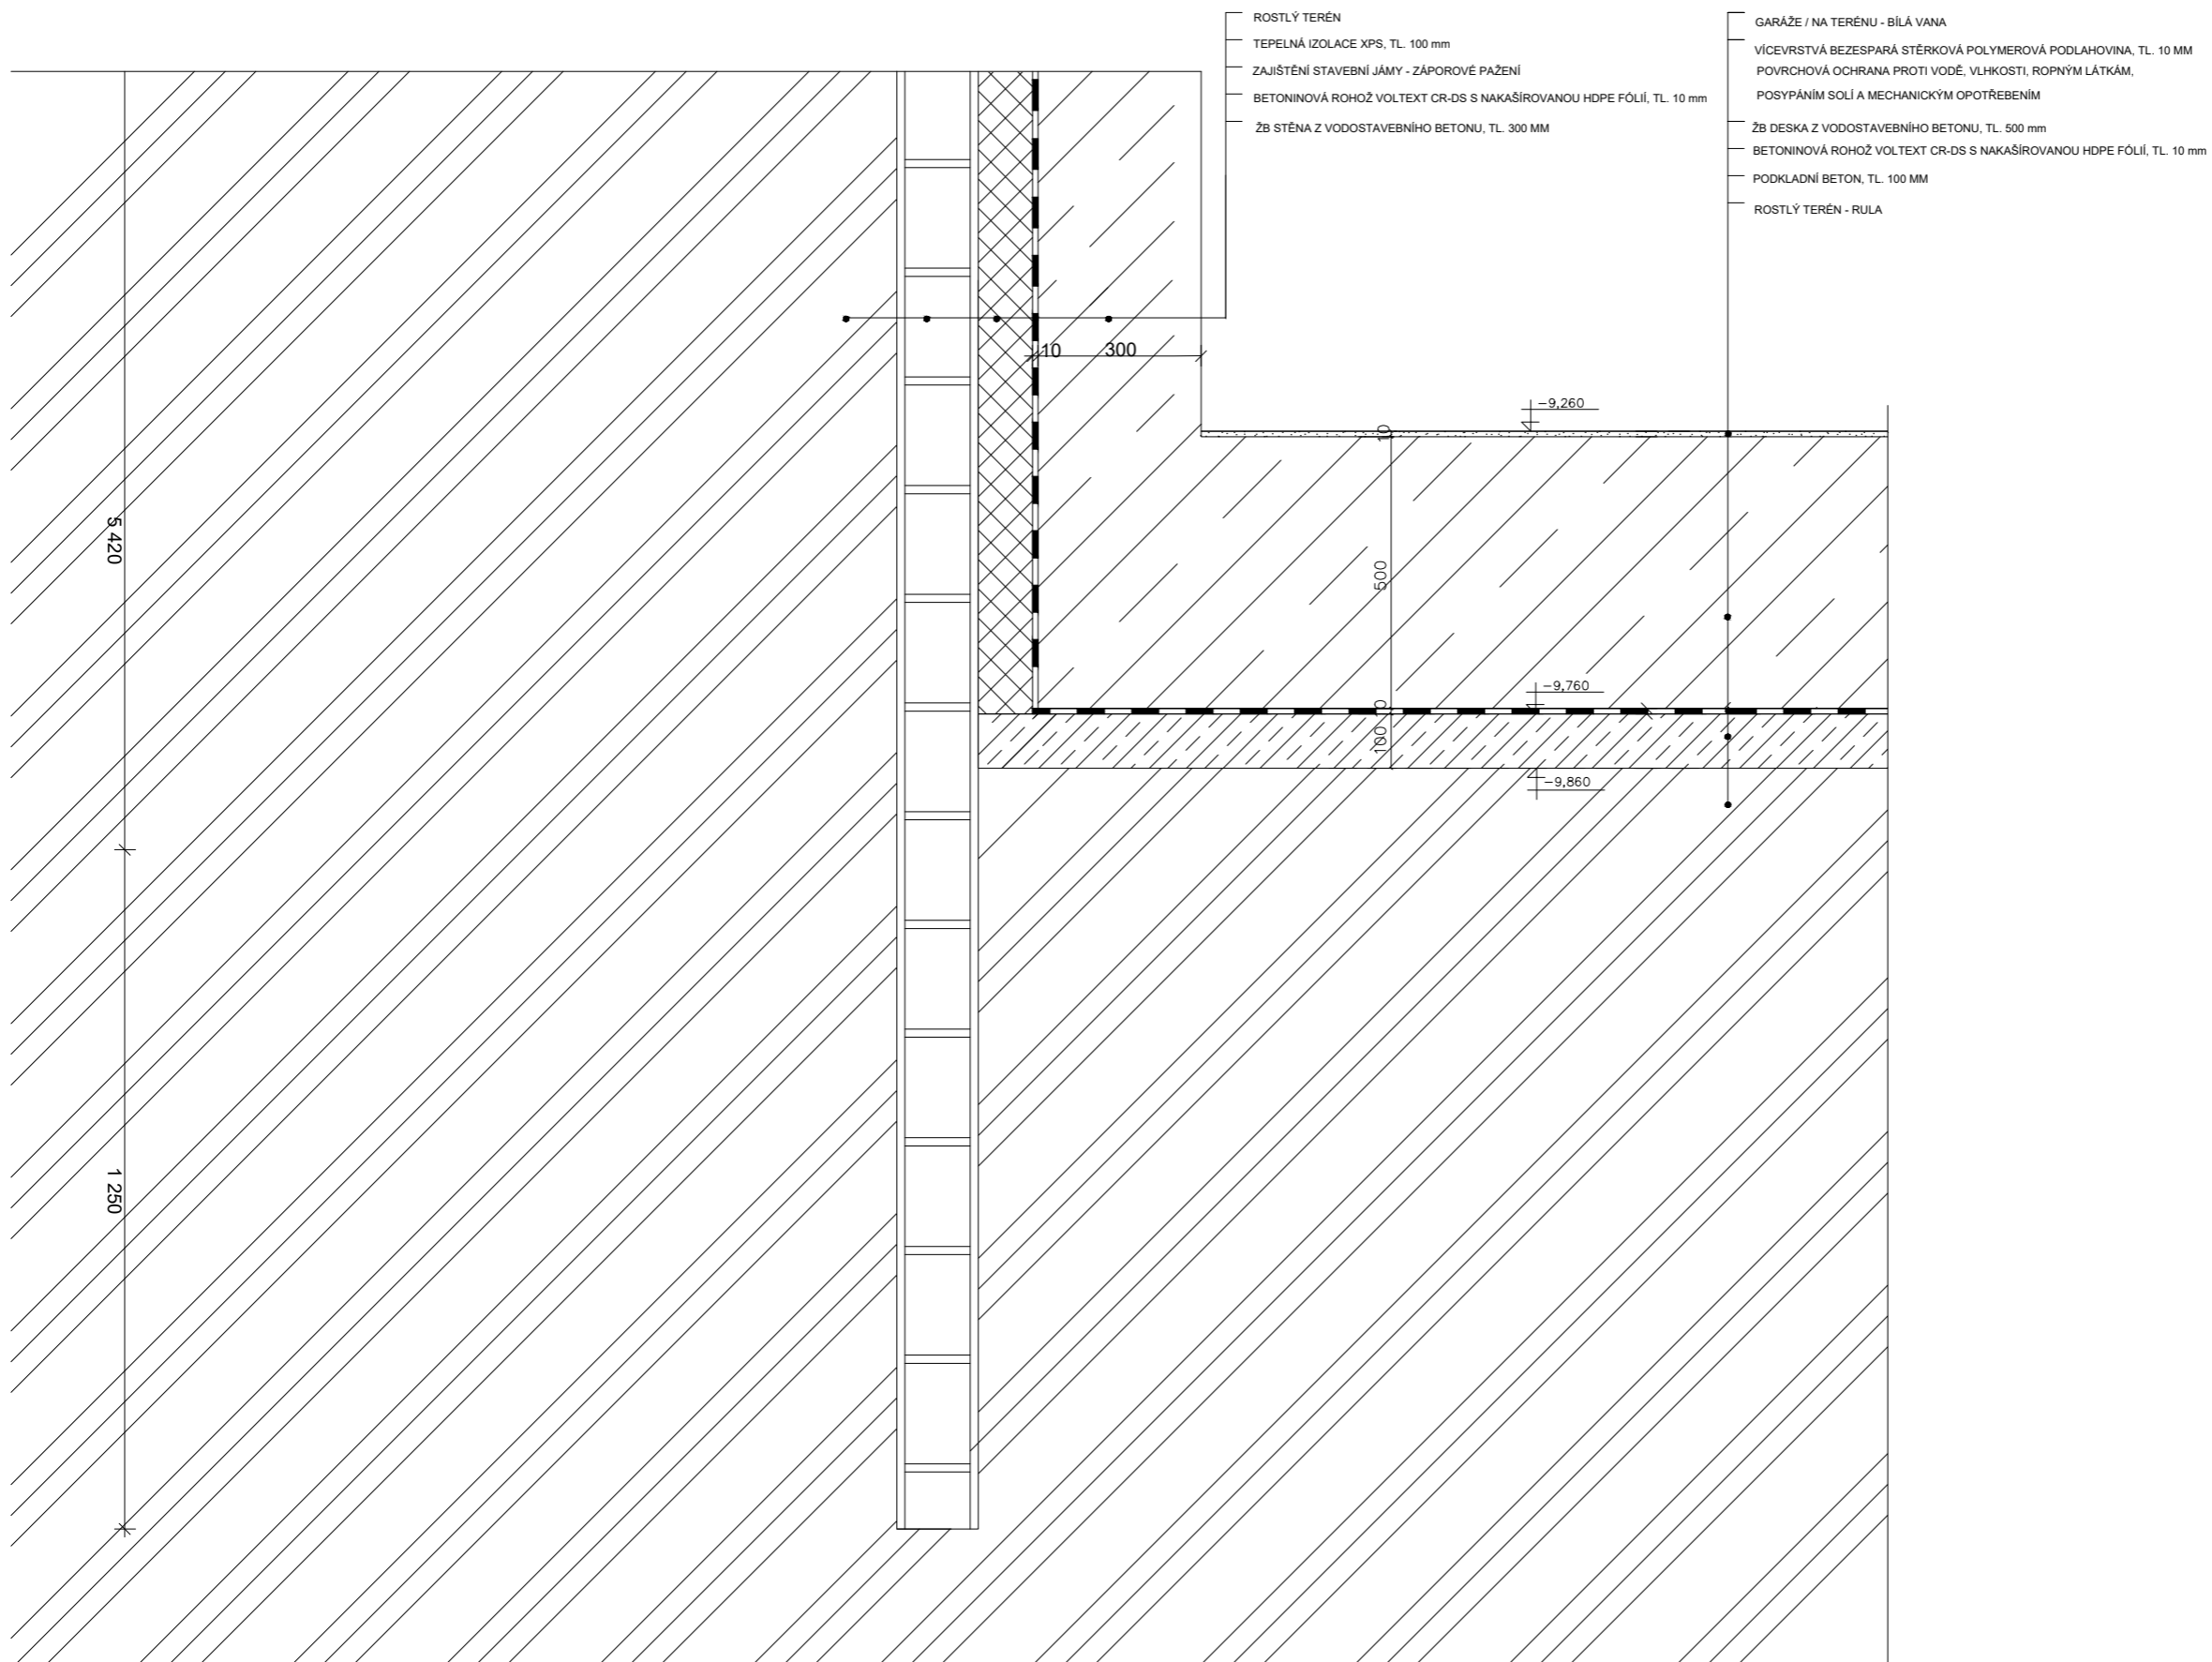 ROSTLÝ TERÉN
TEPELNÁ IZOLACE XPS, TL. 100 mm
ZAJIŠTĚNÍ STAVEBNÍ JÁMY - ZÁPOROVÉ PAŽENÍ
BETONINOVÁ ROHOŽ VOLTEXT CR-DS S NAKAŠÍROVANOU HDPE FÓLIÍ, TL. 10 mm
ŽB STĚNA Z VODOSTAVEBNÍHO BETONU, TL. 300 MM
GARÁŽE / NA TERÉNU - BÍLÁ VANA
VÍCEVRSTVÁ BEZESPARÁ STĚRKOVÁ POLYMEROVÁ PODLAHOVINA, TL. 10 MM
POVRCHOVÁ OCHRANA PROTI VODĚ, VLHKOSTI, ROPNÝM LÁTKÁM,
POSYPÁNÍM SOLÍ A MECHANICKÝM OPOTŘEBENÍM
ŽB DESKA Z VODOSTAVEBNÍHO BETONU, TL. 500 mm
BETONINOVÁ ROHOŽ VOLTEXT CR-DS S NAKAŠÍROVANOU HDPE FÓLIÍ, TL. 10 mm
PODKLADNÍ BETON, TL. 100 MM
ROSTLÝ TERÉN - RULA
10 300
-9,260
10
5 420
500
-9,760
10
100
-9,860
1 250